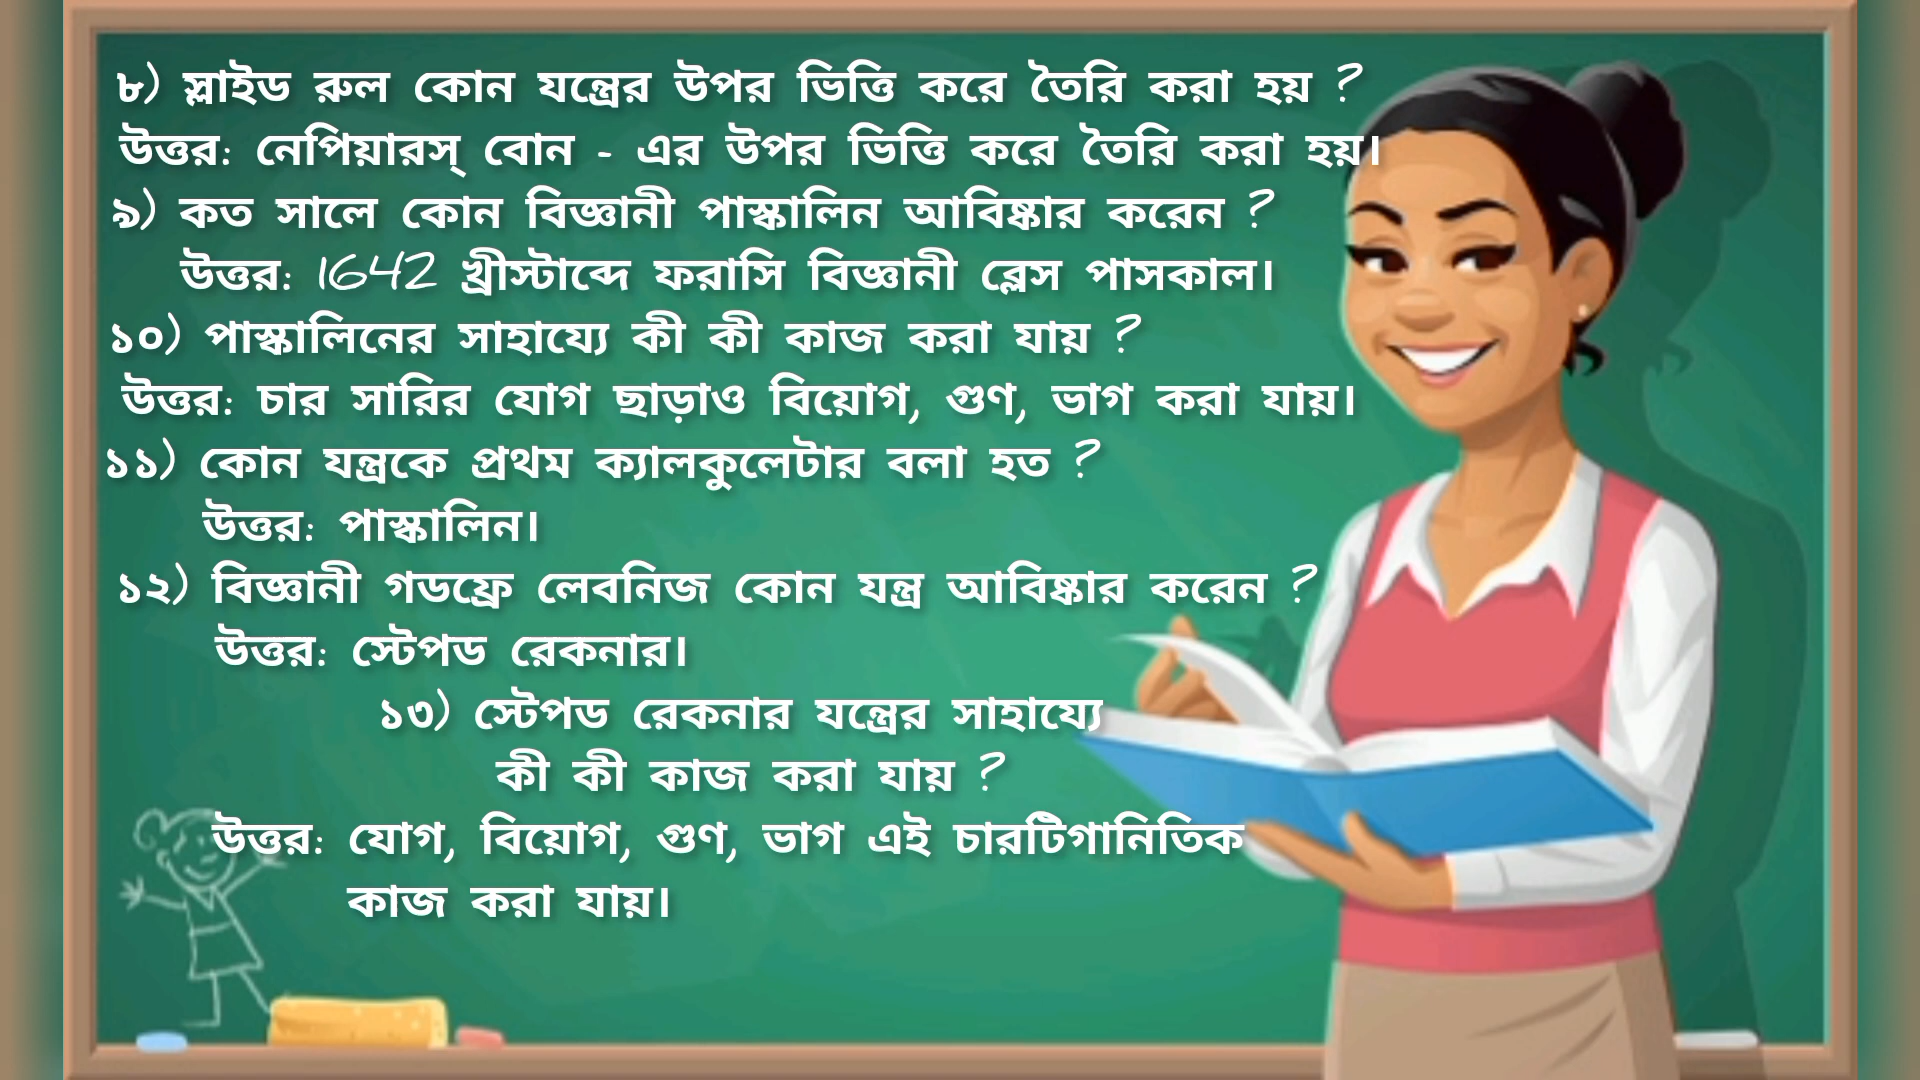 ৮) স্লাইড রুল কোন যন্ত্রের উপর ভিত্তি করে তৈরি করা হয় ?
উত্তর: নেপিয়ারস্ বোন - এর উপর ভিত্তি করে তৈরি করা হয়।
৯) কত সালে কোন বিজ্ঞানী পাস্কালিন আবিষ্কার করেন ?
উত্তর: 1642 খ্রীস্টাব্দে ফরাসি বিজ্ঞানী ব্লেস পাসকাল।
১০) পাস্কালিনের সাহায্যে কী কী কাজ করা যায় ?
উত্তর: চার সারির যোগ ছাড়াও বিয়োগ, গুণ, ভাগ করা যায়।
১১) কোন যন্ত্রকে প্রথম ক্যালকুলেটার বলা হত ?
উত্তর: পাস্কালিন।
১২) বিজ্ঞানী গডফ্রে লেবনিজ কোন যন্ত্র আবিষ্কার করেন ?
উত্তর: স্টেপড রেকনার।
১৩) স্টেপড রেকনার যন্ত্রের সাহায্যে
কী কী কাজ করা যায় ?
উত্তর: যোগ, বিয়োগ, গুণ, ভাগ এই চারটিগানিতিক
কাজ করা যায়।